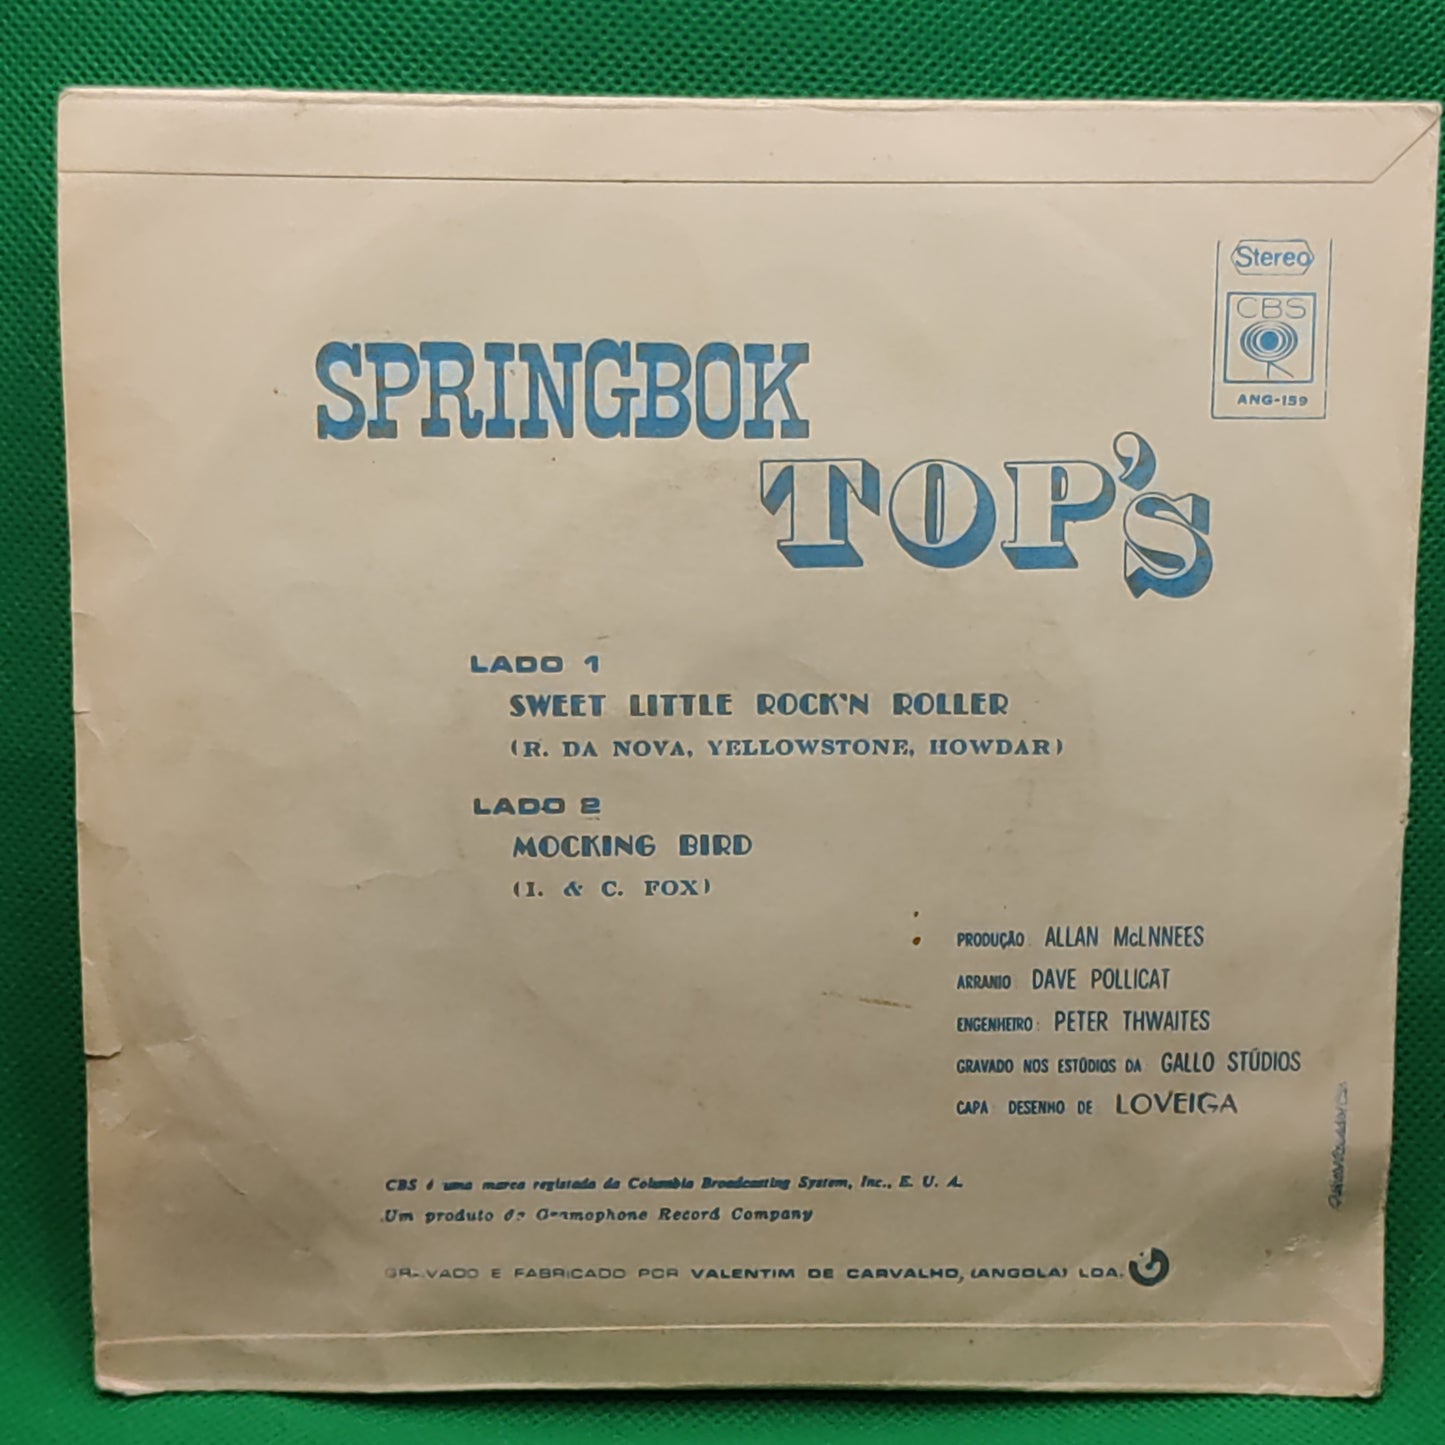 Stereo
CBS
ANG-159
SPRINGBOK
TOP'S
LADO 1
SWEET LITTLE ROCK'N ROLLER
(R. DA NOVA, YELLOWSTONE, HOWDAR)
LADO 2
MOCKING BIRD
(I. & C. FOX)
PRODUÇÃO: ALLAN McLNNEES
ARRANIO DAVE POLLICAT
ENGENHEIRO: PETER THWAITES
GRAVADO NOS ESTÚDIOS DA GALLO STÚDIOS
CAPA DESENHO DE LOVEIGA
CBS é uma marca registada da Columbia Broadcasting System, Inc., E. U. A.
Um produto da Gramophone Record Company
GRAVADO E FABRICADO POR VALENTIM DE CARVALHO, (ANGOLA) LDA.